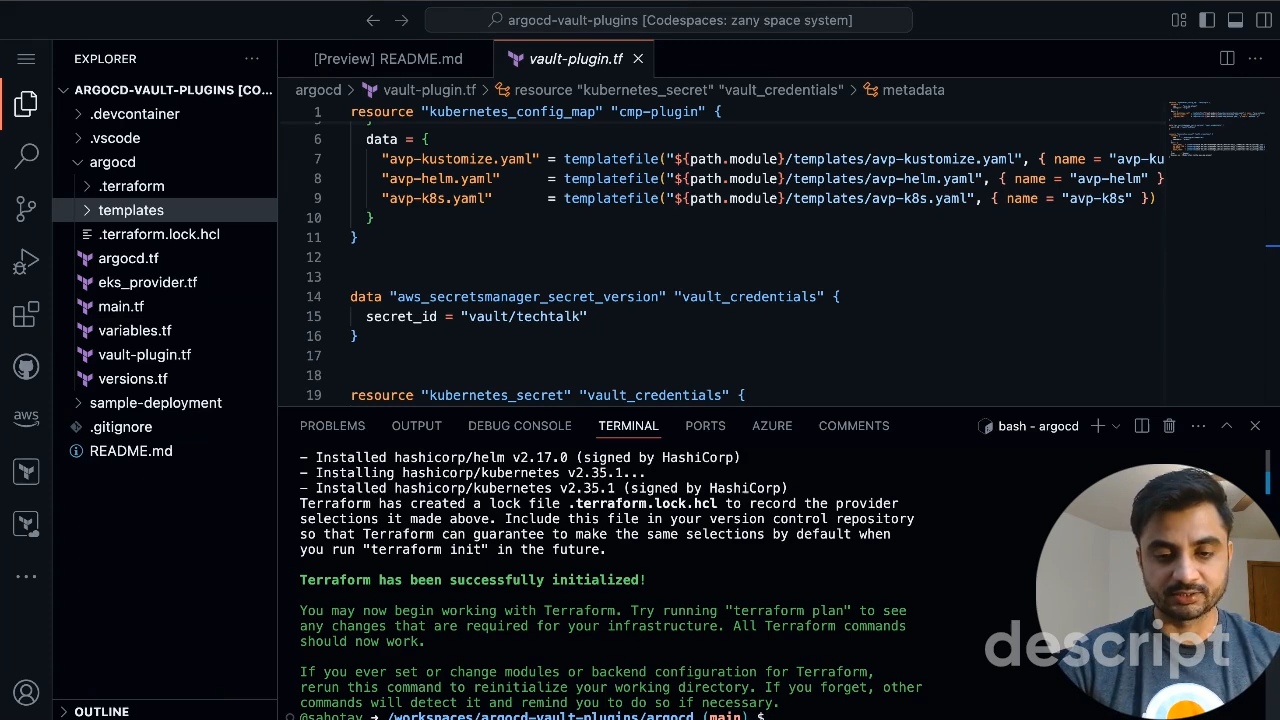 argocd-vault-plugins [Codespaces: zany space system]
EXPLORER
[Preview] README.md
vault-plugin.tf
ARGOCD-VAULT-PLUGINS [CO...
argocd > vault-plugin.tf > resource "kubernetes_secret" "vault_credentials" > metadata
.devcontainer
.vscode
argocd
.terraform
templates
.terraform.lock.hcl
argocd.tf
eks_provider.tf
main.tf
variables.tf
vault-plugin.tf
versions.tf
sample-deployment
.gitignore
README.md
OUTLINE
aws
1 resource "kubernetes_config_map" "cmp-plugin" {
6 data = {
7 "avp-kustomize.yaml" = templatefile("${path.module}/templates/avp-kustomize.yaml", { name = "avp-ku
8 "avp-helm.yaml" = templatefile("${path.module}/templates/avp-helm.yaml", { name = "avp-helm" }
9 "avp-k8s.yaml" = templatefile("${path.module}/templates/avp-k8s.yaml", { name = "avp-k8s" })
10 }
11 }
12
13
14 data "aws_secretsmanager_secret_version" "vault_credentials" {
15 secret_id = "vault/techtalk"
16 }
17
18
19 resource "kubernetes_secret" "vault_credentials" {
PROBLEMS OUTPUT DEBUG CONSOLE TERMINAL PORTS AZURE COMMENTS
bash - argocd
- Installed hashicorp/helm v2.17.0 (signed by HashiCorp)
- Installing hashicorp/kubernetes v2.35.1...
- Installed hashicorp/kubernetes v2.35.1 (signed by HashiCorp)
Terraform has created a lock file .terraform.lock.hcl to record the provider
selections it made above. Include this file in your version control repository
so that Terraform can guarantee to make the same selections by default when
you run "terraform init" in the future.
Terraform has been successfully initialized!
You may now begin working with Terraform. Try running "terraform plan" to see
any changes that are required for your infrastructure. All Terraform commands
should now work.
If you ever set or change modules or backend configuration for Terraform,
rerun this command to reinitialize your working directory. If you forget, other
commands will detect it and remind you to do so if necessary.
@sahotay → /workspaces/argocd-vault-plugins/argocd (main) $
descript